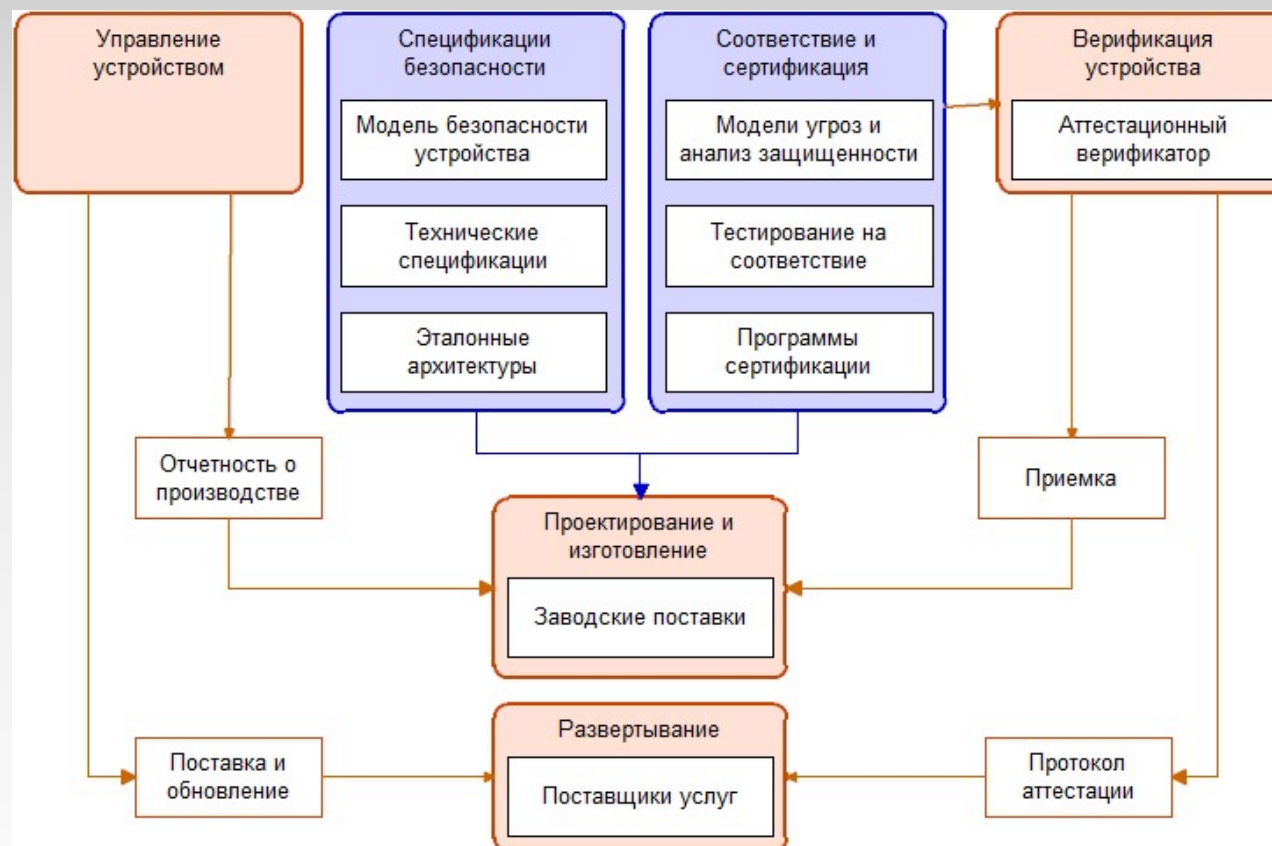 Управление
устройством
Спецификации
безопасности
Модель безопасности
устройства
Технические
спецификации
Эталонные
архитектуры
Соответствие и
сертификация
Модели угроз и
анализ защищенности
Тестирование на
соответствие
Программы
сертификации
Верификация
устройства
Аттестационный
верификатор
Отчетность о
производстве
Приемка
Проектирование и
изготовление
Заводские поставки
Поставка и
обновление
Развертывание
Поставщики услуг
Протокол
аттестации